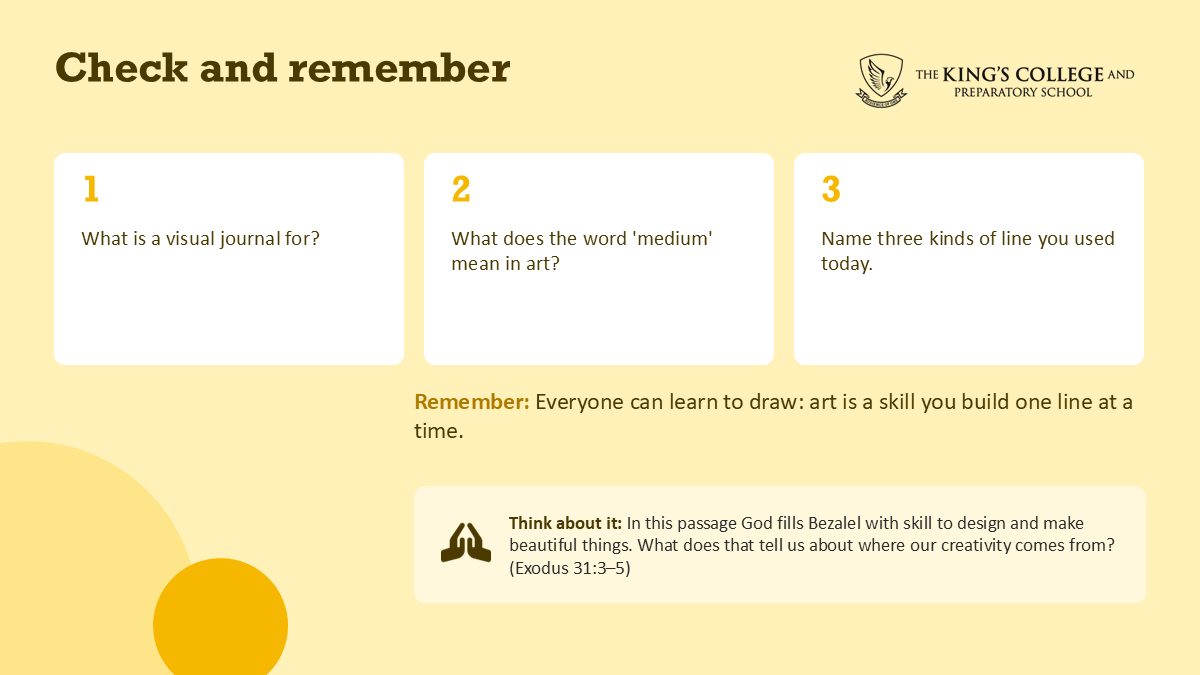 Check and remember
THE KING'S COLLEGE AND
PREPARATORY SCHOOL
1
What is a visual journal for?
2
What does the word 'medium'
mean in art?
3
Name three kinds of line you used
today.
Remember: Everyone can learn to draw: art is a skill you build one line at a
time.
Think about it: In this passage God fills Bezalel with skill to design and make
beautiful things. What does that tell us about where our creativity comes from?
(Exodus 31:3–5)